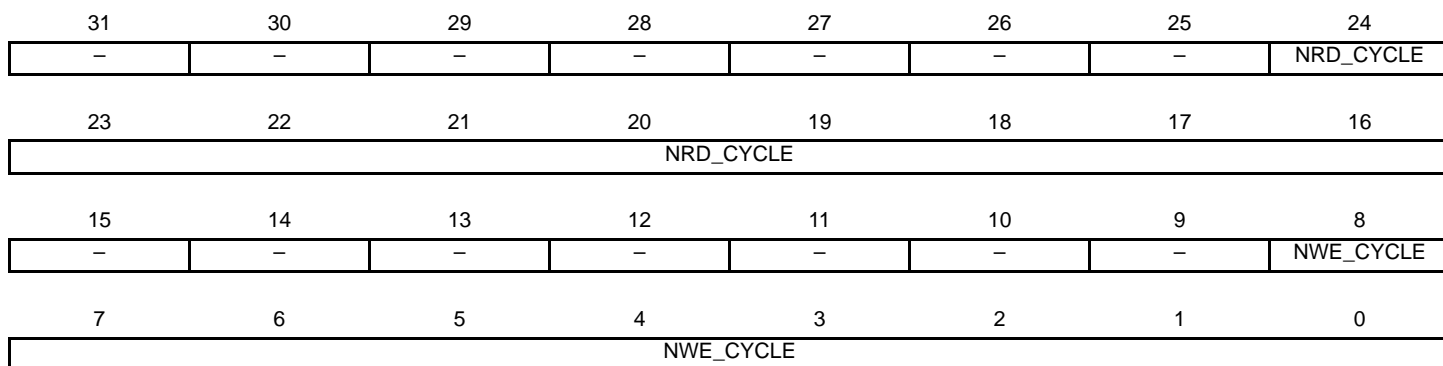 31 30 29 28 27 26 25 24
– – – – – – – NRD_CYCLE
23 22 21 20 19 18 17 16
NRD_CYCLE
15 14 13 12 11 10 9 8
– – – – – – – NWE_CYCLE
7 6 5 4 3 2 1 0
NWE_CYCLE